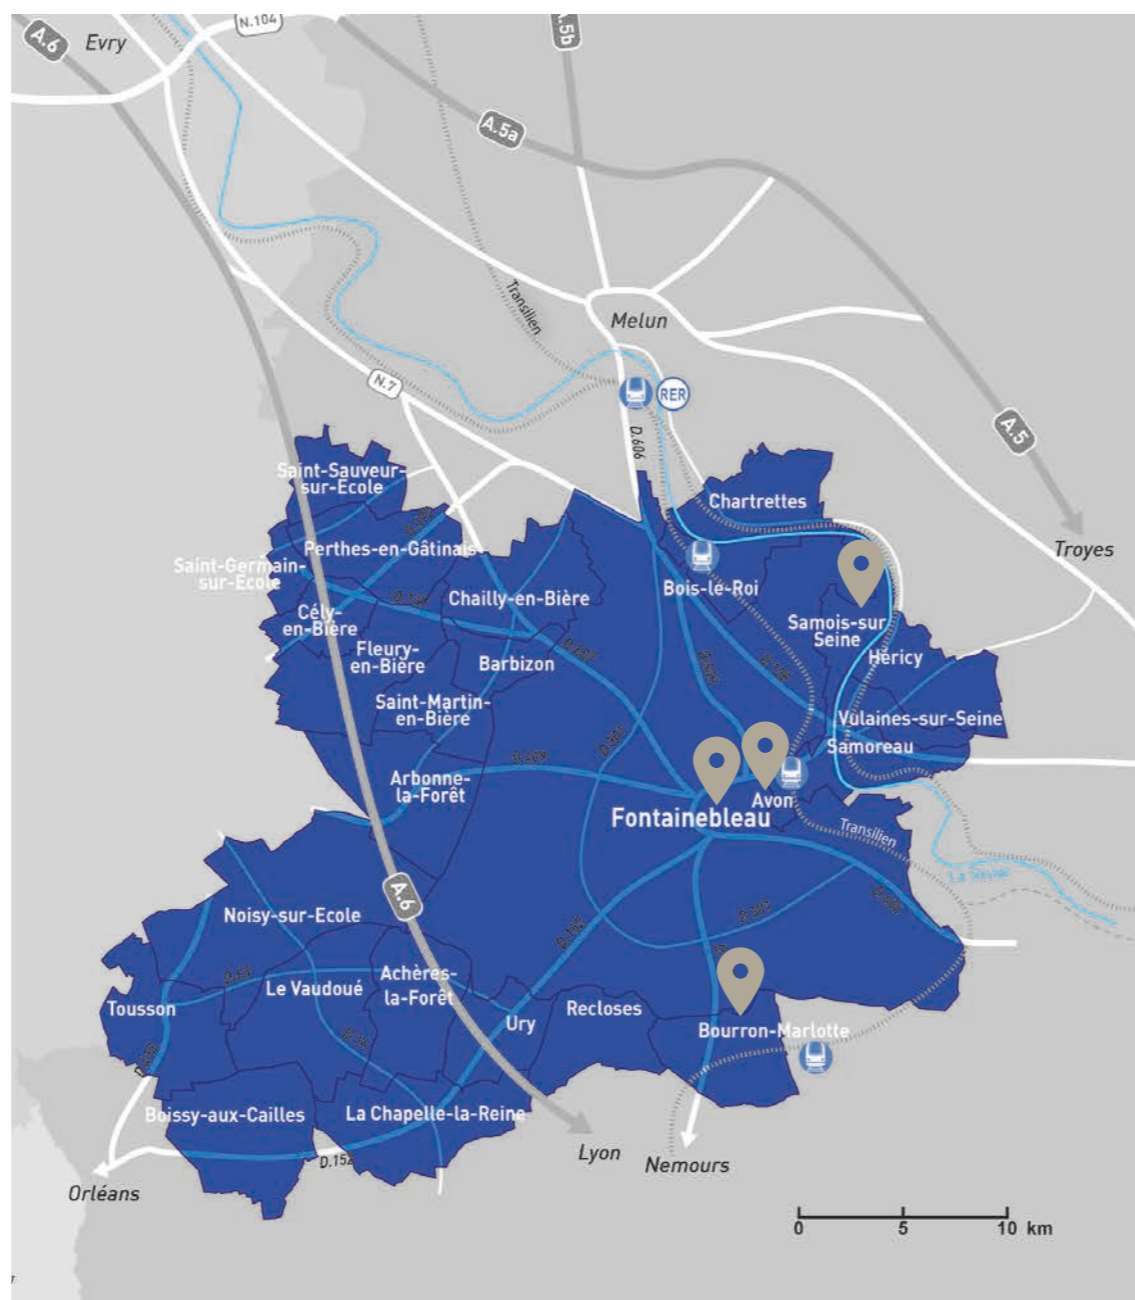 N.104
A.6
Evry
A.5b
A.5a
Transilien
Melun
N.7
RER
D.606
A.5
Troyes
Saint-Sauveur-
sur-Ecole
Chartrettes
Perthes-en-Gâtinais
Saint-Germain-
sur-Ecole
Chailly-en-Bière
Bois-le-Roi
Cély-
en-Bière
Samois-sur
Seine
Fleury-
en-Bière
Barbizon
Héricy
Saint-Martin-
en-Bière
Vulaines-sur-Seine
Samoreau
Arbonne-
la-Forêt
Avon
Fontainebleau
Transilien
A.6
Noisy-sur-Ecole
Achères-
la-Forêt
Le Vaudoué
Tousson
Recloses
Ury
Bourron-Marlotte
Boissy-aux-Cailles
La Chapelle-la-Reine
D.152
Lyon
Nemours
Orléans
0 5 10 km